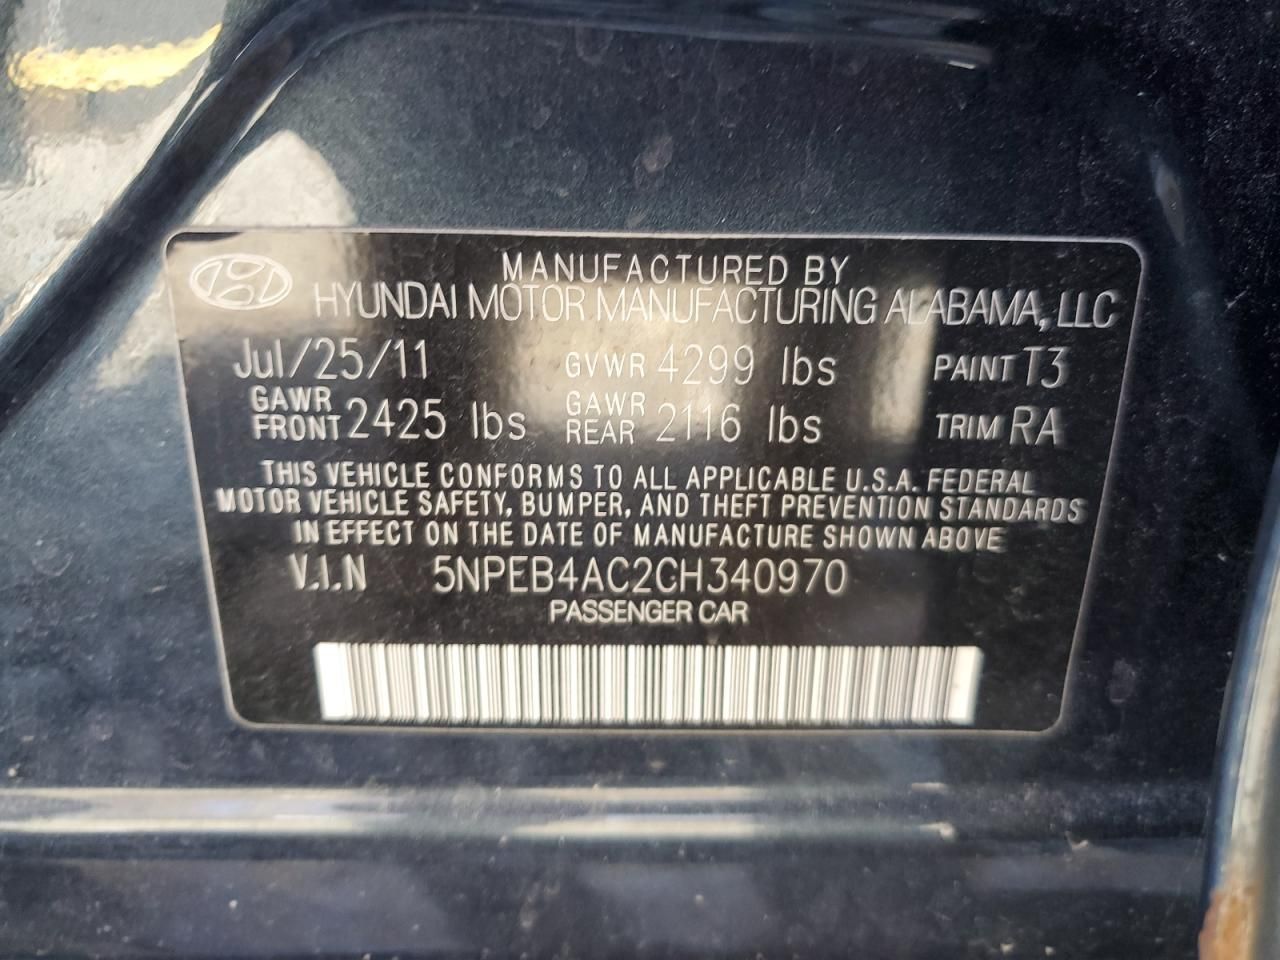 MANUFACTURED BY
HYUNDAI MOTOR MANUFACTURING ALABAMA, LLC
Jul/25/11 GVWR 4299 lbs PAINT T3
GAWR FRONT 2425 lbs GAWR REAR 2116 lbs TRIM RA
THIS VEHICLE CONFORMS TO ALL APPLICABLE U.S.A. FEDERAL
MOTOR VEHICLE SAFETY, BUMPER, AND THEFT PREVENTION STANDARDS
IN EFFECT ON THE DATE OF MANUFACTURE SHOWN ABOVE
V.I.N 5NPEB4AC2CH340970
PASSENGER CAR